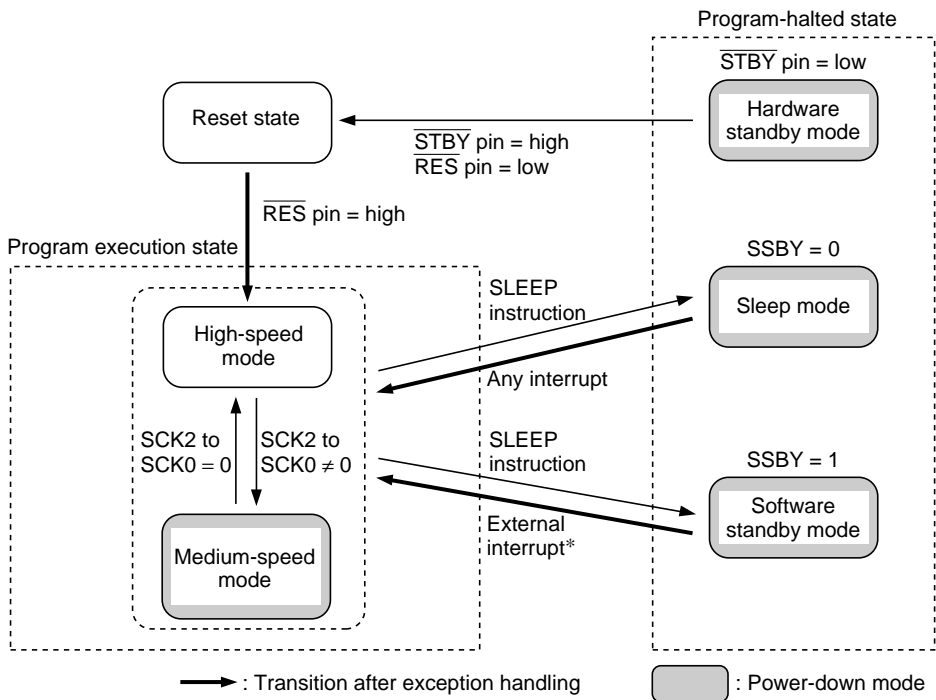 Program-halted state
STBY pin = low
Hardware
standby mode
Reset state
STBY pin = high
RES pin = low
RES pin = high
Program execution state
SSBY = 0
Sleep mode
SLEEP
instruction
Any interrupt
High-speed
mode
SCK2 to
SCK0 = 0
SCK2 to
SCK0 ≠ 0
SLEEP
instruction
SSBY = 1
Software
standby mode
External
interrupt*
Medium-speed
mode
: Transition after exception handling
: Power-down mode